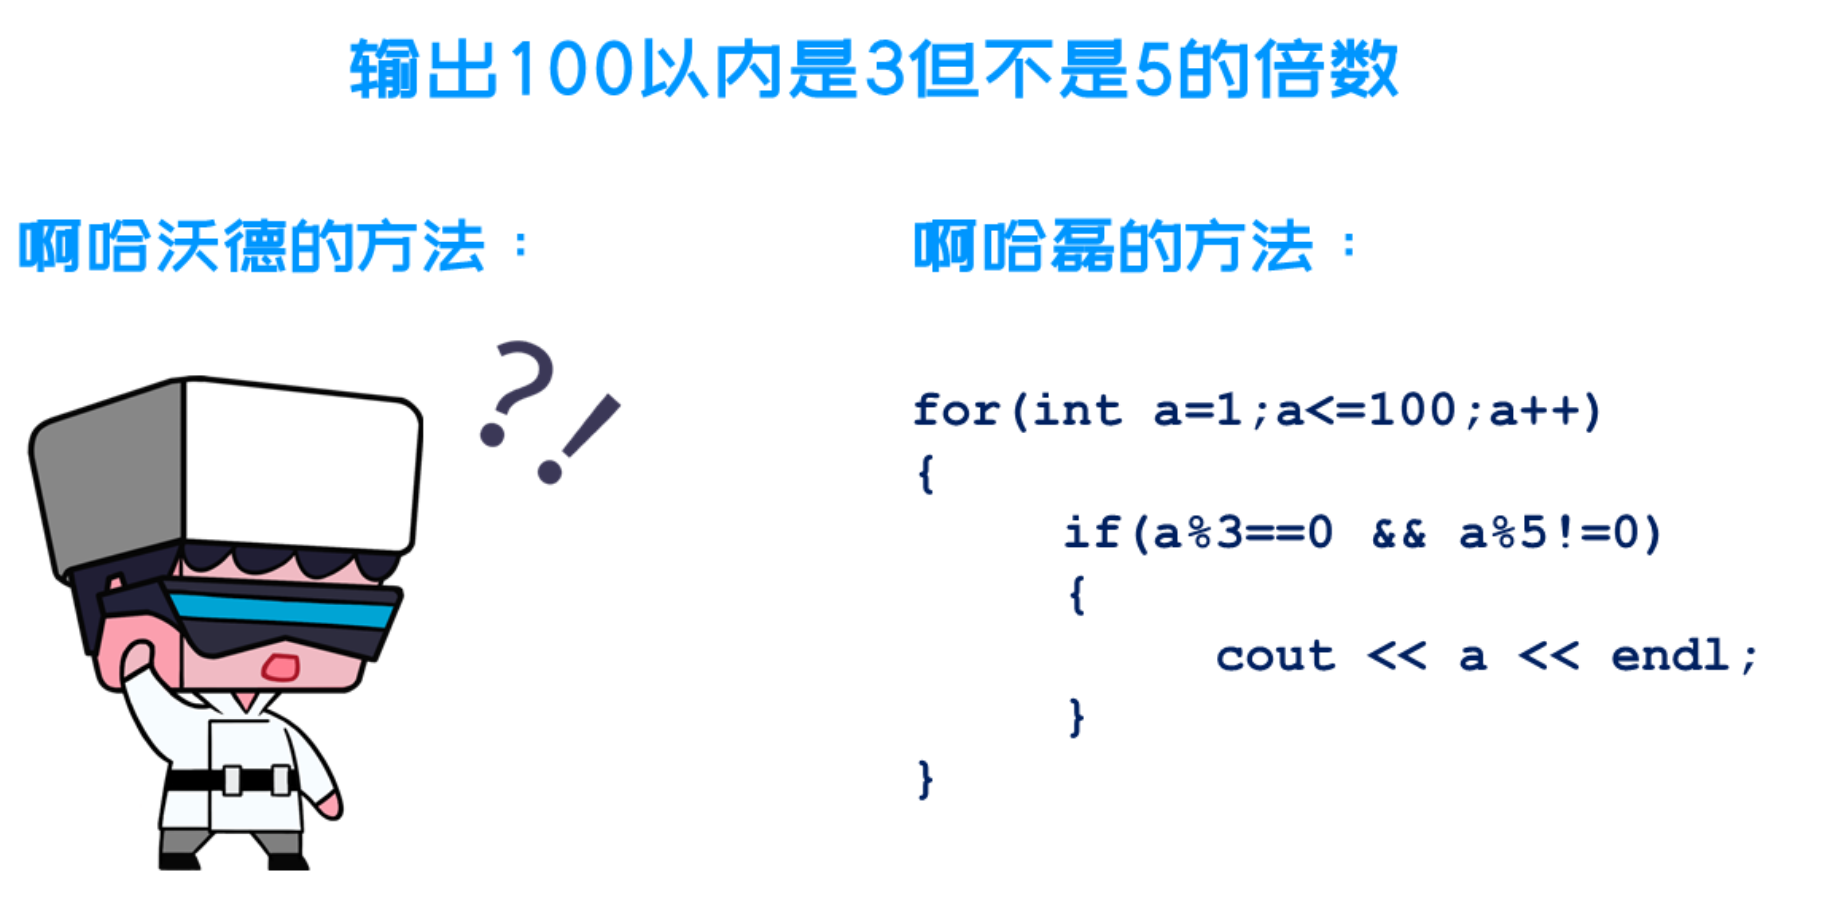 输出100以内是3但不是5的倍数
啊哈沃德的方法：
?!
啊哈磊的方法：
for(int a=1;a<=100;a++)
{
if(a%3==0 && a%5!=0)
{
cout << a << endl;
}
}